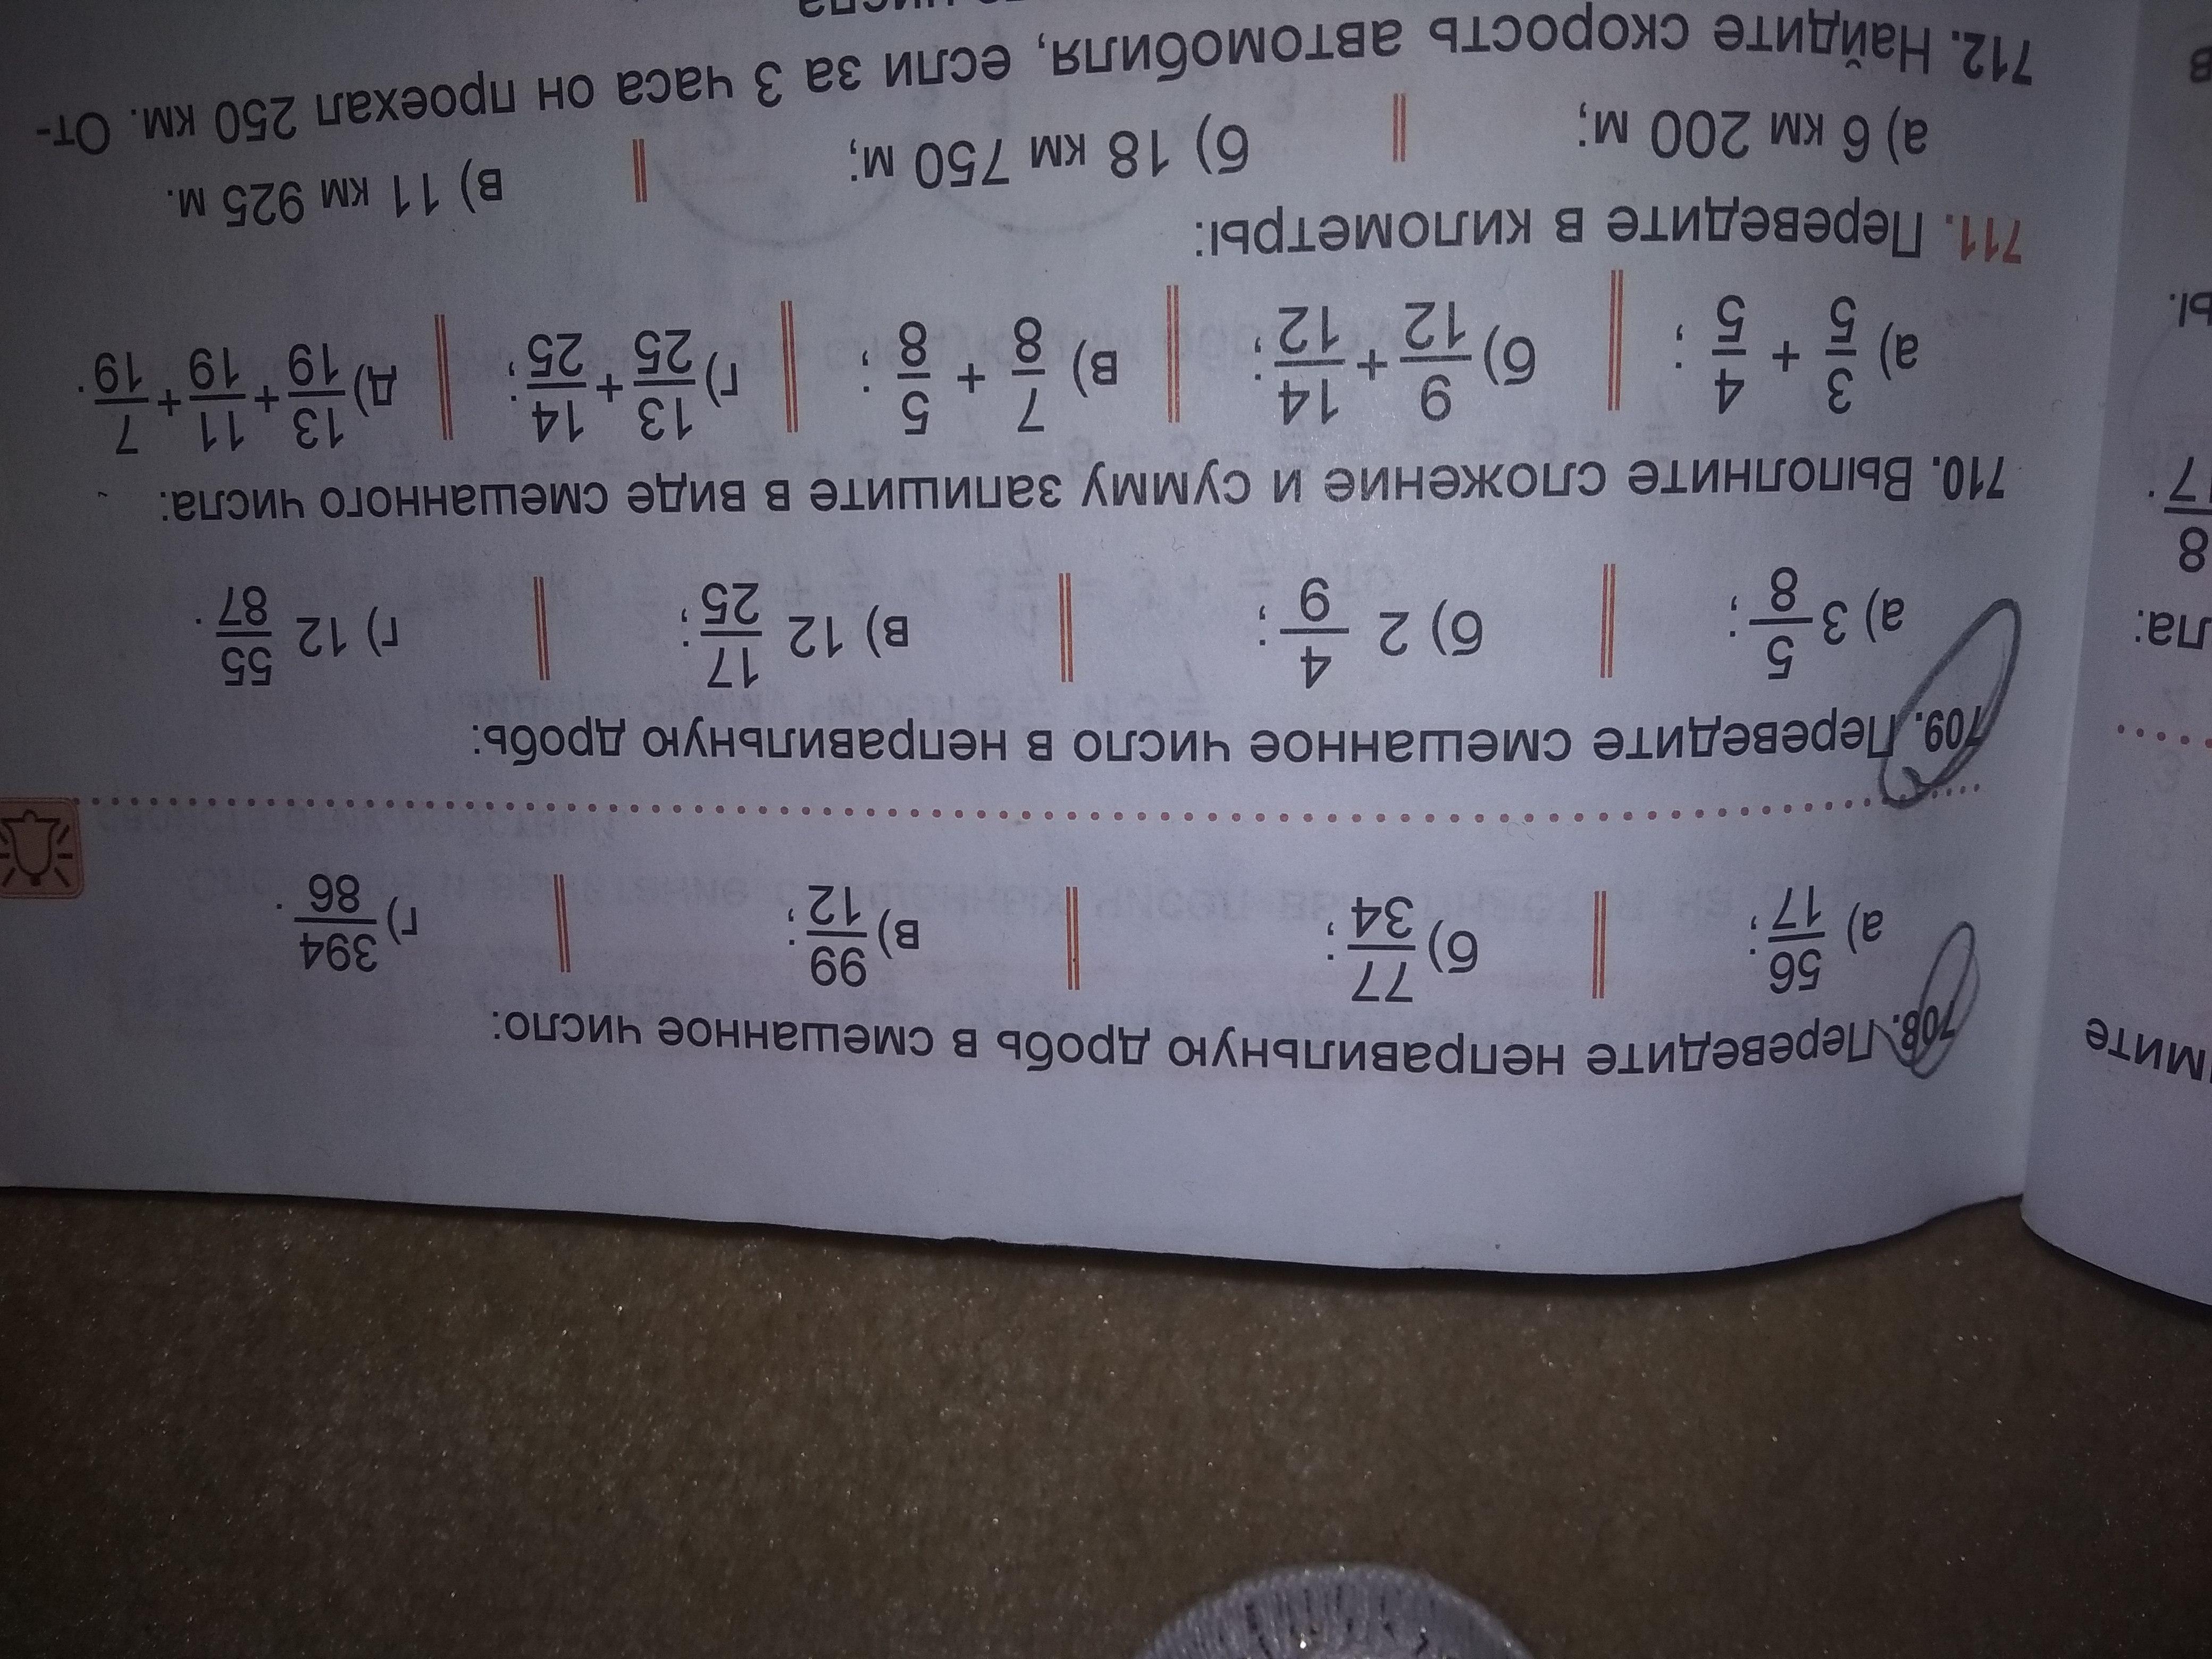 708. Переведите неправильную дробь в смешанное число:
а) 56/17; б) 77/34; в) 99/12; г) 394/86.
709. Переведите смешанное число в неправильную дробь:
а) 3 5/8; б) 2 4/9; в) 12 17/25; г) 12 55/87.
710. Выполните сложение и сумму запишите в виде смешанного числа:
а) 3/5 + 4/5; б) 9/12 + 14/12; в) 7/8 + 5/8; г) 13/25 + 14/25; д) 13/19 + 11/19 + 7/19.
711. Переведите в километры:
а) 6 км 200 м; б) 18 км 750 м; в) 11 км 925 м.
712. Найдите скорость автомобиля, если за 3 часа он проехал 250 км. От-